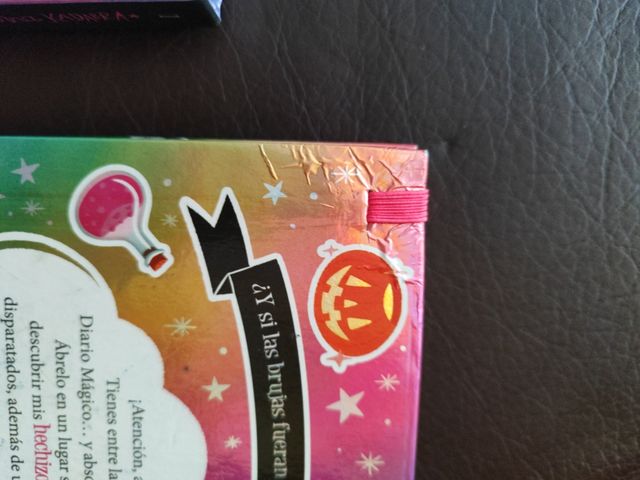 KADABRA
¿Y si las brujas fueran
¡Atención, a
Tienes entre la
Diario Mágico... y abso
Ábrelo en un lugar s
descubrir mis hechizo
disparatados, además de u